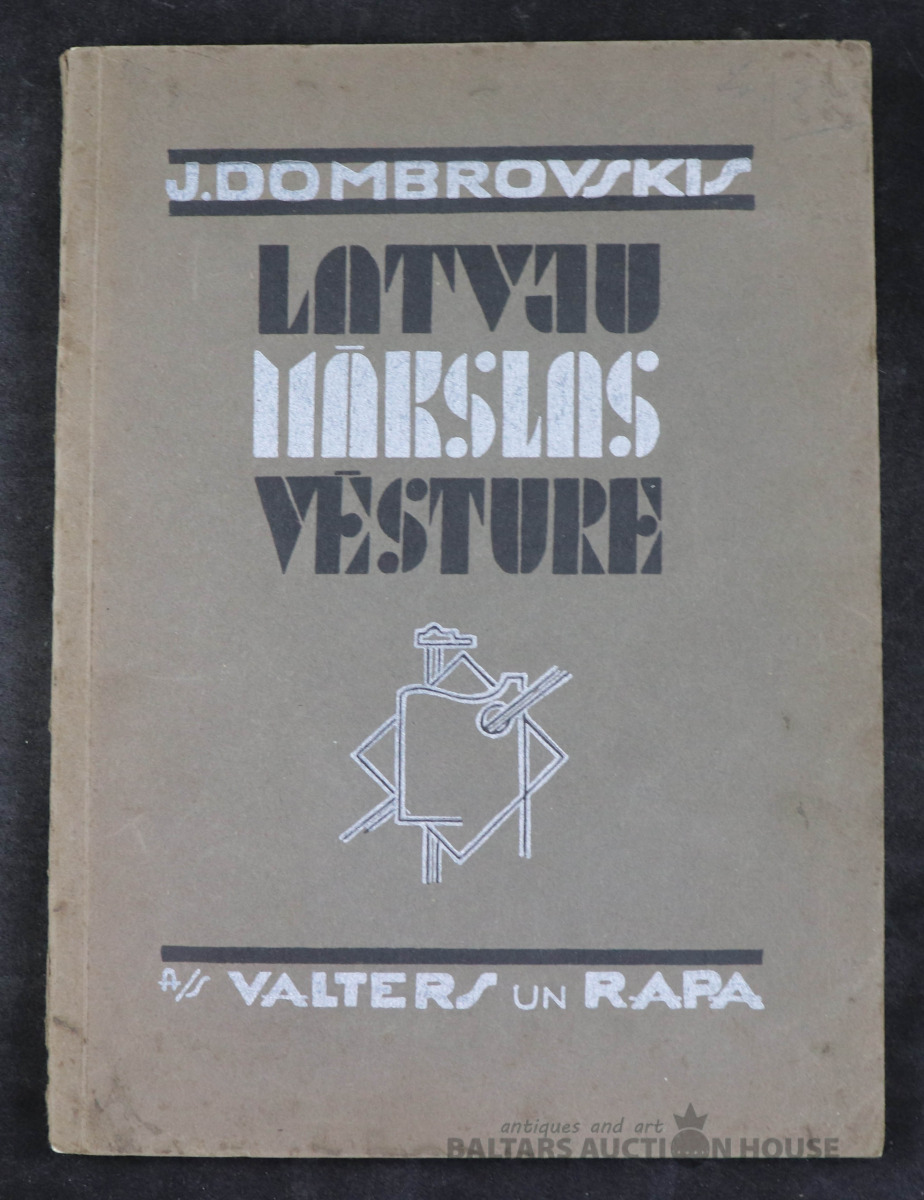 J.DOMBROVSKIS
LATVJU
MĀKSLAS
VĒSTURE
A/S VALTERS UN RAPA
antiques and art
BALTARS AUCTION HOUSE